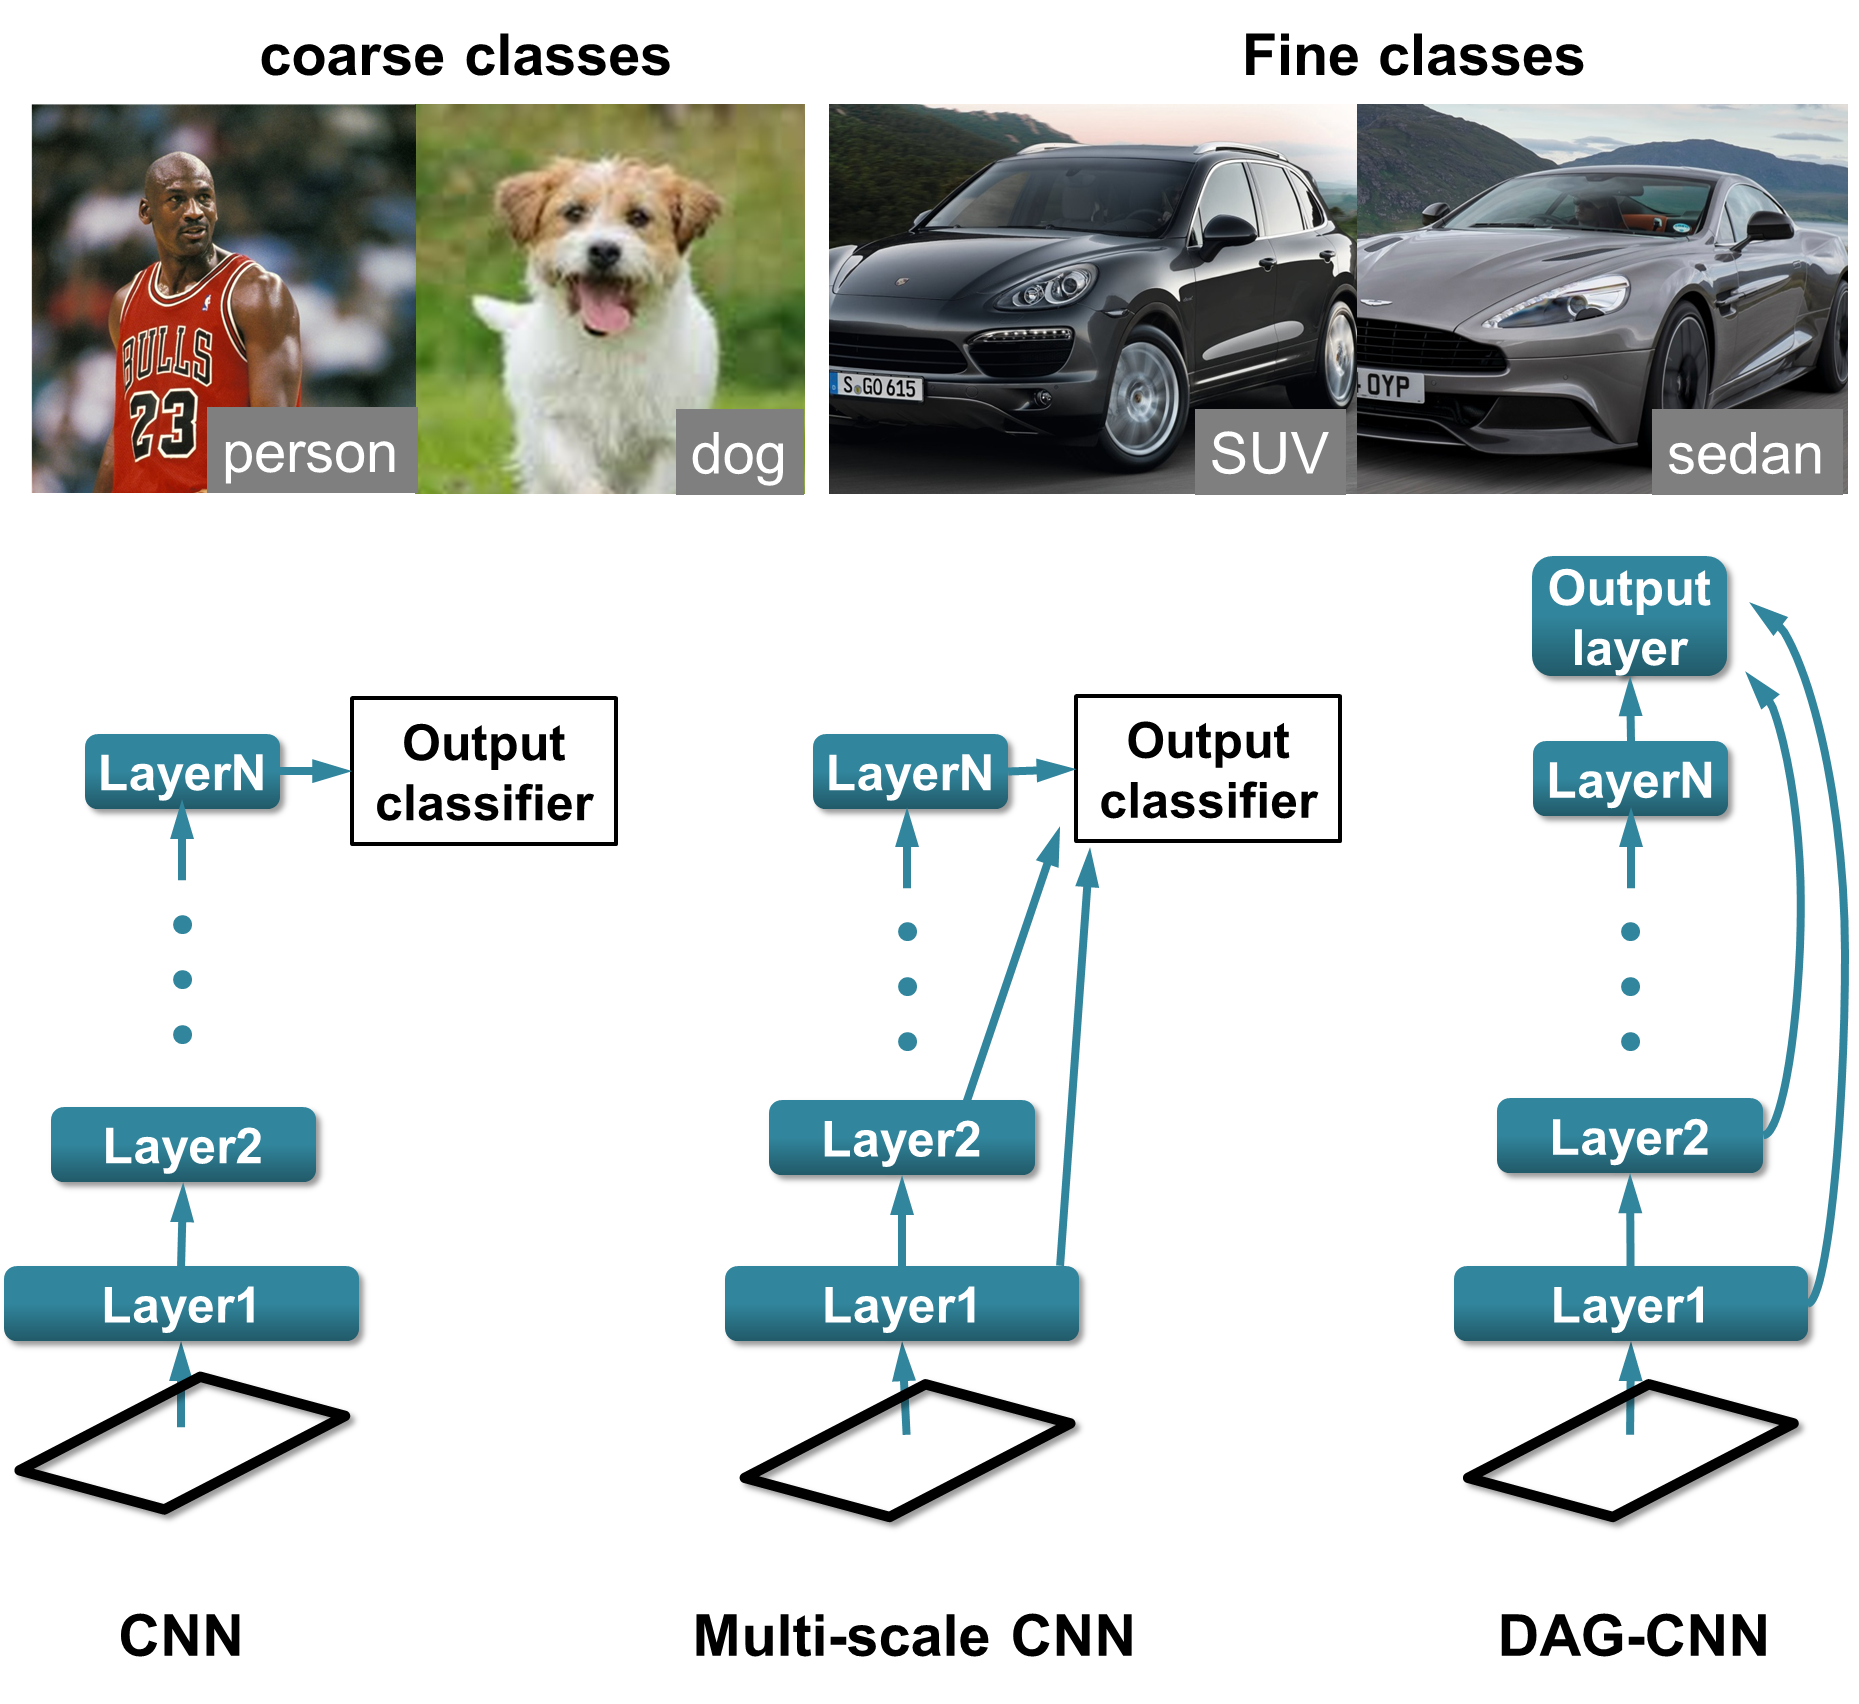 coarse classes
Fine classes
BULLS
23
person
dog
S GO 615
SUV
OYP
sedan
Output
layer
LayerN
Output
classifier
LayerN
Output
classifier
LayerN
Layer2
Layer2
Layer2
Layer1
Layer1
Layer1
CNN
Multi-scale CNN
DAG-CNN